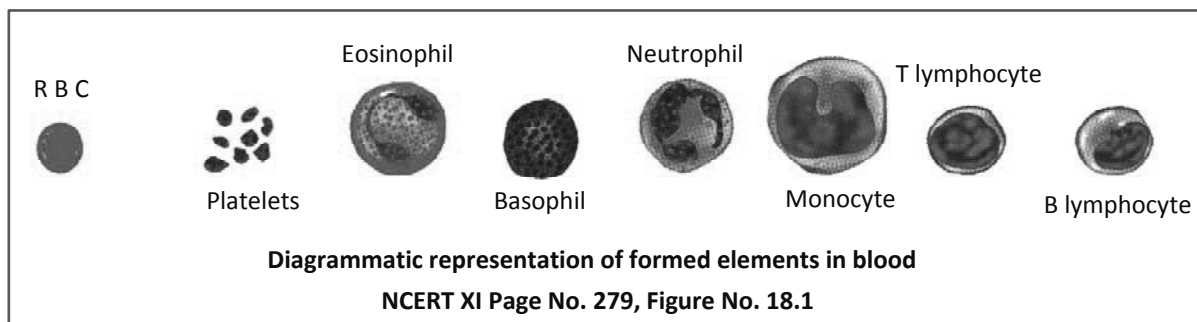 Eosinophil
Neutrophil
T lymphocyte
R B C
Platelets
Basophil
Monocyte
B lymphocyte
Diagrammatic representation of formed elements in blood
NCERT XI Page No. 279, Figure No. 18.1